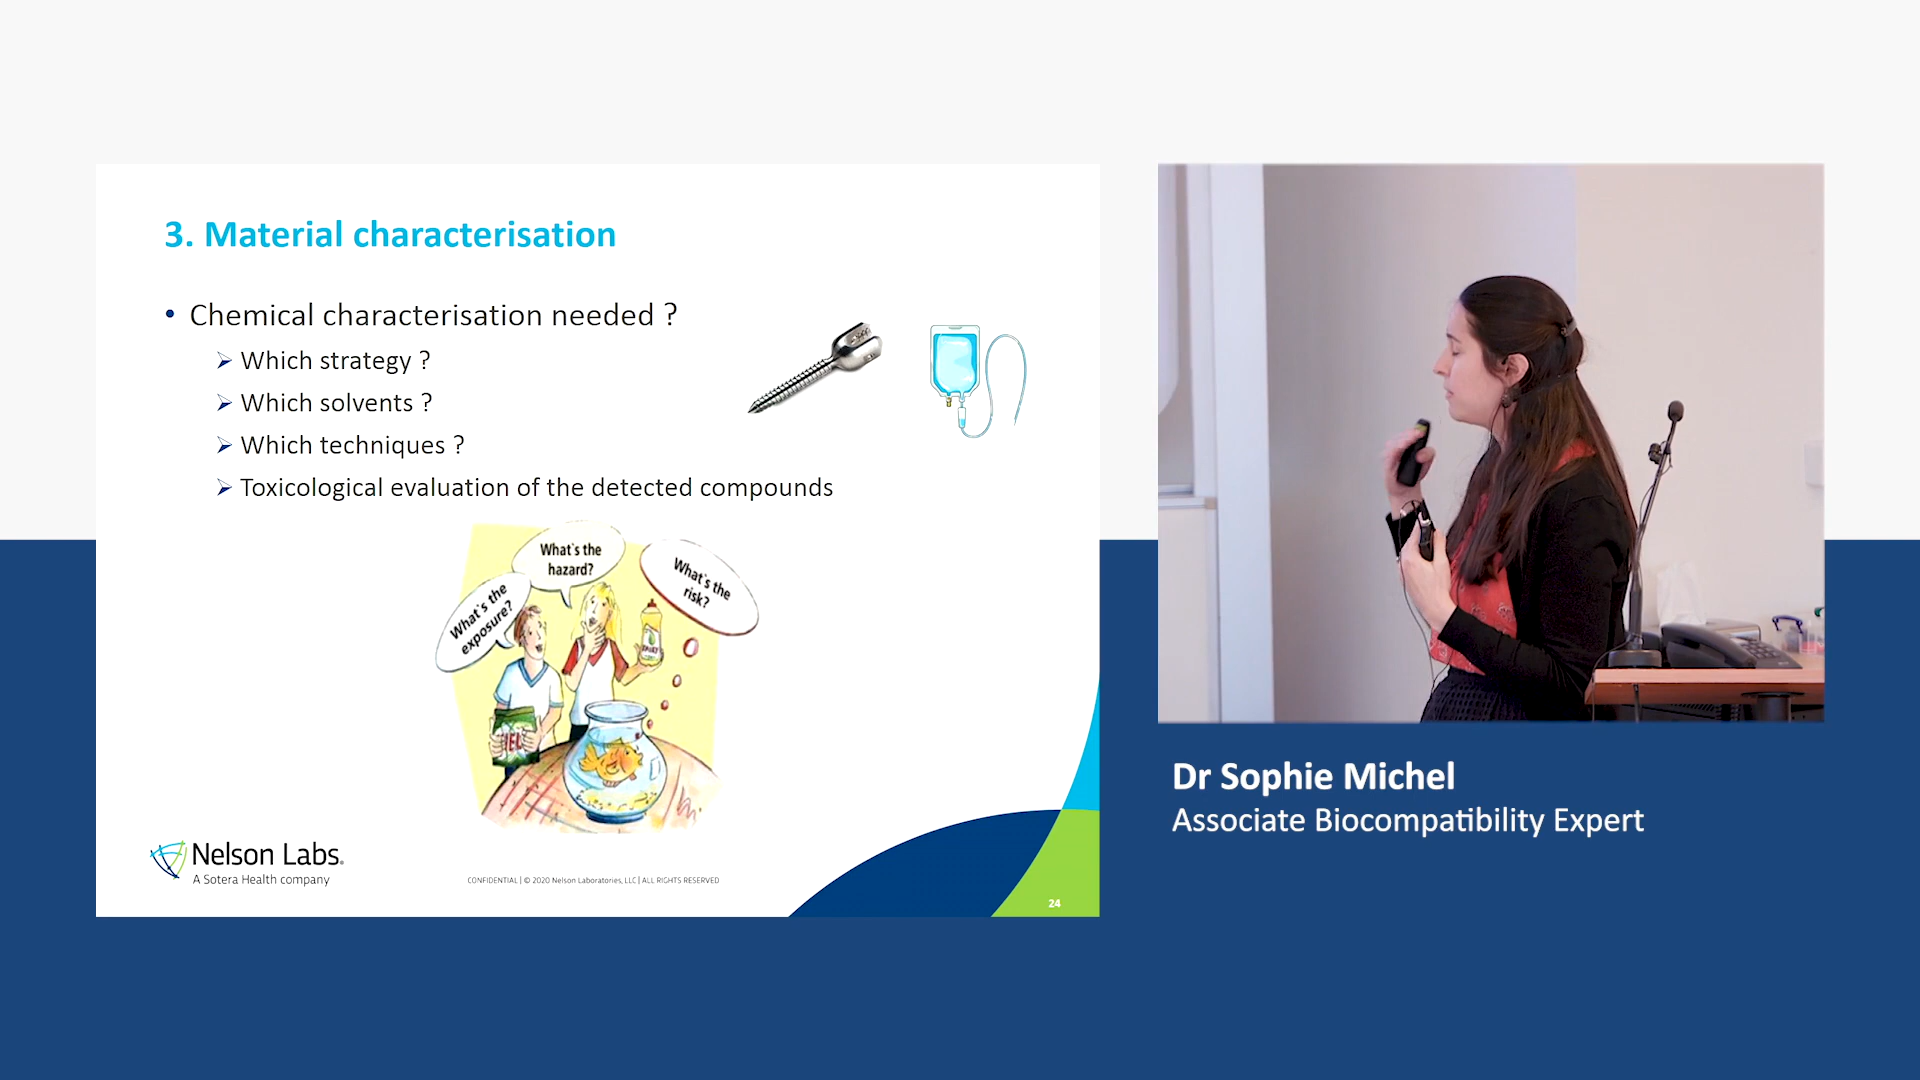 3. Material characterisation
• Chemical characterisation needed ?
➢ Which strategy ?
➢ Which solvents ?
➢ Which techniques ?
➢ Toxicological evaluation of the detected compounds
What's the
hazard?
What's the
exposure?
What's the
risk?
Nelson Labs.
A Sotera Health company
CONFIDENTIAL | © 2020 Nelson Laboratories, LLC | ALL RIGHTS RESERVED
24
Dr Sophie Michel
Associate Biocompatibility Expert